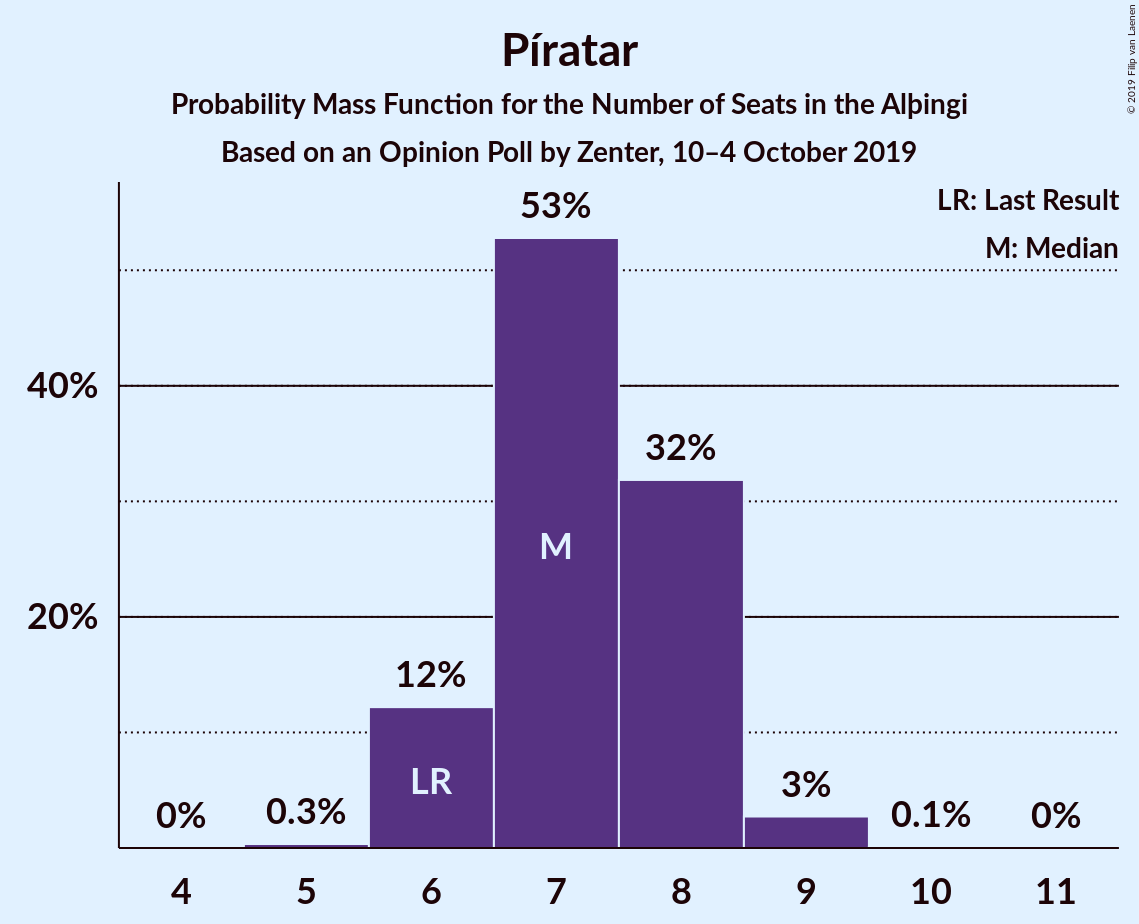 Píratar
Probability Mass Function for the Number of Seats in the Alþingi
Based on an Opinion Poll by Zenter, 10–4 October 2019
© 2019 Filip van Laenen
LR: Last Result
M: Median
53%
40%
32%
M
20%
12%
LR
3%
0%
0.3%
0.1%
0%
4 5 6 7 8 9 10 11